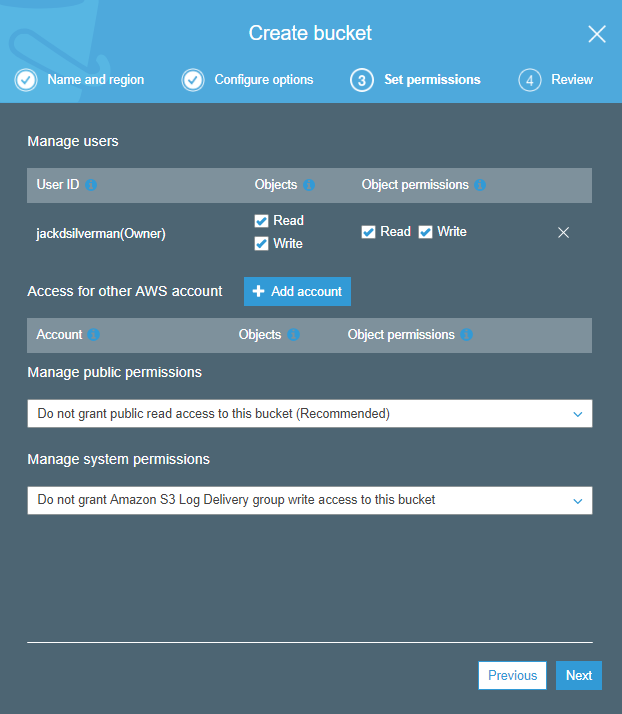 Create bucket
Name and region
Configure options
3 Set permissions
4 Review
Manage users
User ID Objects Object permissions
jackdsilverman(Owner) Read Read Write
Write
Access for other AWS account + Add account
Account Objects Object permissions
Manage public permissions
Do not grant public read access to this bucket (Recommended)
Manage system permissions
Do not grant Amazon S3 Log Delivery group write access to this bucket
Previous Next